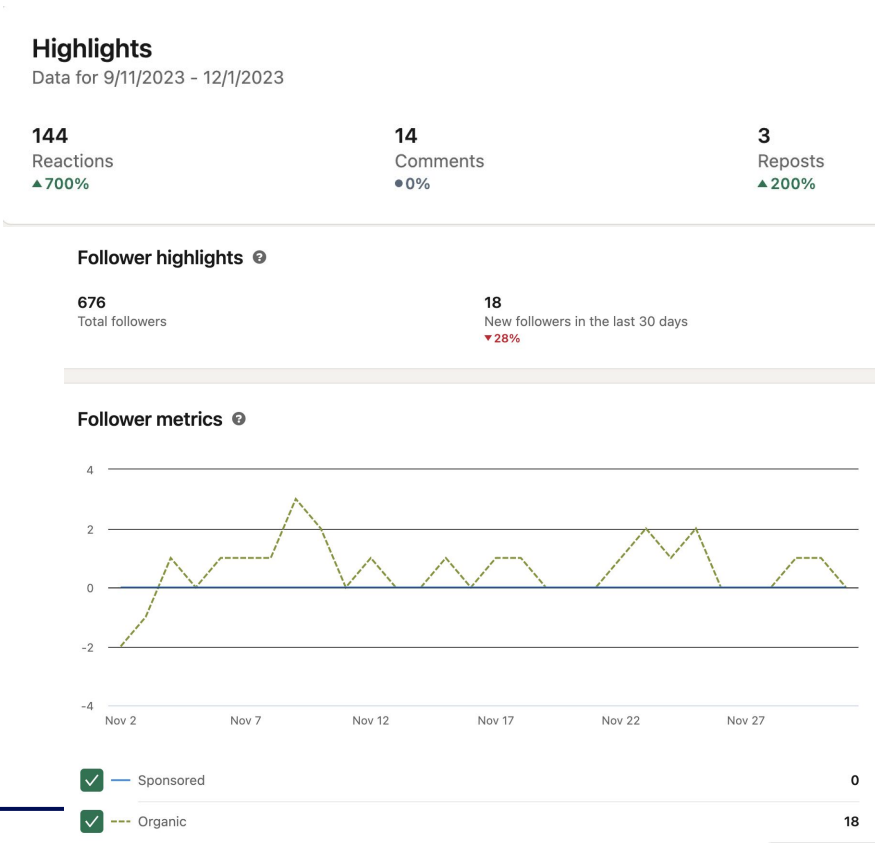 Highlights
Data for 9/11/2023 - 12/1/2023
144 14 3
Reactions Comments Reposts
▲700% •0% ▲200%
Follower highlights ?
676 18
Total followers New followers in the last 30 days
▼28%
Follower metrics ?
4
2
0
-2
-4
Nov 2 Nov 7 Nov 12 Nov 17 Nov 22 Nov 27
Sponsored 0
Organic 18